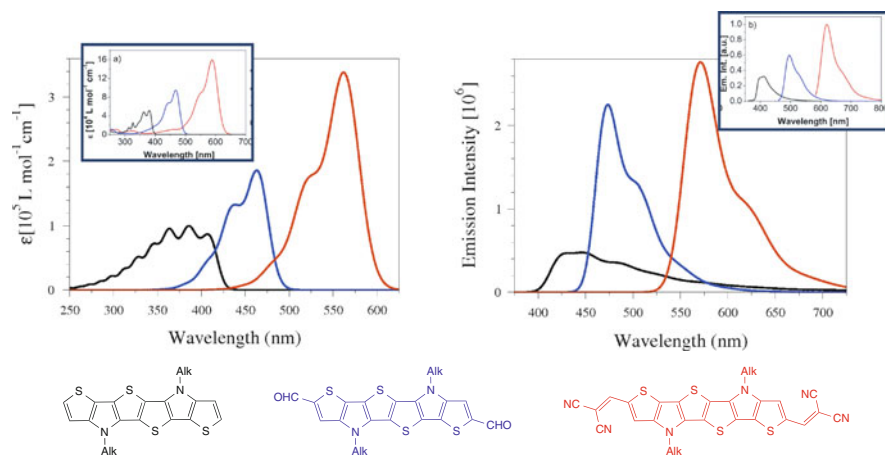 a)
ε [10⁴ L mol⁻¹ cm⁻¹]
16
12
8
4
0
300 400 500 600 700
Wavelength [nm]
ε[10⁵ L mol⁻¹cm⁻¹]
3
2
1
0
250 300 350 400 450 500 550 600
Wavelength (nm)
b)
Em. Int. [a.u.]
1.0
0.8
0.6
0.4
0.2
0.0
400 500 600 700 800
Wavelength [nm]
Emission Intensity [10⁶]
2
1
0
400 450 500 550 600 650 700
Wavelength (nm)
Alk
S S N
N S S
Alk
Alk
OHC S S N
N S S CHO
Alk
Alk
NC S S N NC
CN N S S CN
Alk